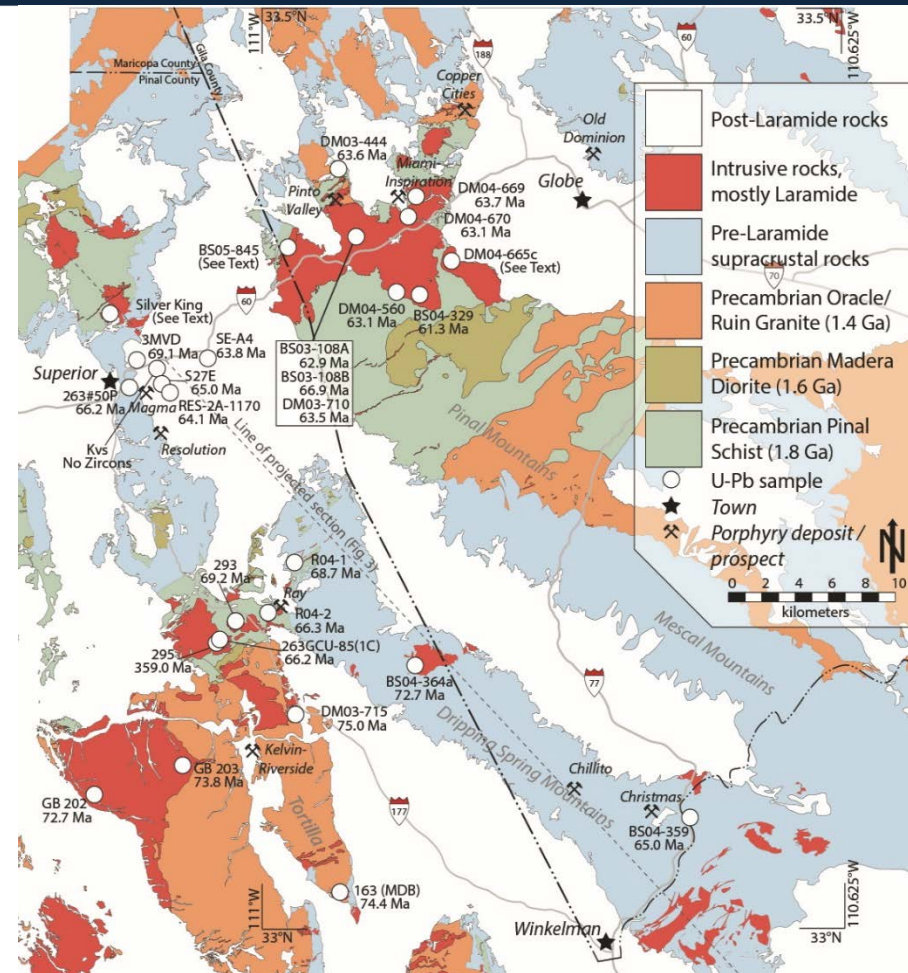 33.5°N
111°W
33.5°N
110.625°W
Gila County
Maricopa County
Pinal County
188
60
Copper
Cities
Old
Dominion
DM03-444
63.6 Ma
Miami-
Inspiration
Globe
Pinto
Valley
DM04-669
63.7 Ma
DM04-670
63.1 Ma
BS05-845
(See Text)
DM04-665c
(See Text)
70
60
Silver King
(See Text)
DM04-560
63.1 Ma
BS04-329
61.3 Ma
3MVD
69.1 Ma
SE-A4
63.8 Ma
BS03-108A
62.9 Ma
BS03-108B
66.9 Ma
DM03-710
63.5 Ma
Superior
S27E
65.0 Ma
263#50P
66.2 Ma
Magma
RES-2A-1170
64.1 Ma
Kvs
No Zircons
Resolution
Line of projected section (Fig. 3)
Pinal Mountains
Post-Laramide rocks
Intrusive rocks,
mostly Laramide
Pre-Laramide
supracrustal rocks
Precambrian Oracle/
Ruin Granite (1.4 Ga)
Precambrian Madera
Diorite (1.6 Ga)
Precambrian Pinal
Schist (1.8 Ga)
U-Pb sample
Town
Porphyry deposit /
prospect
N
0 2 4 6 8 10
kilometers
293
69.2 Ma
R04-1
68.7 Ma
Ray
R04-2
66.3 Ma
295
359.0 Ma
263GCU-85(1C)
66.2 Ma
BS04-364a
72.7 Ma
Mescal Mountains
77
DM03-715
75.0 Ma
Kelvin-
Riverside
Dripping Spring Mountains
GB 203
73.8 Ma
GB 202
72.7 Ma
Tortilla
Chillito
Christmas
BS04-359
65.0 Ma
177
163 (MDB)
74.4 Ma
111°W
33°N
Winkelman
33°N
110.625°W